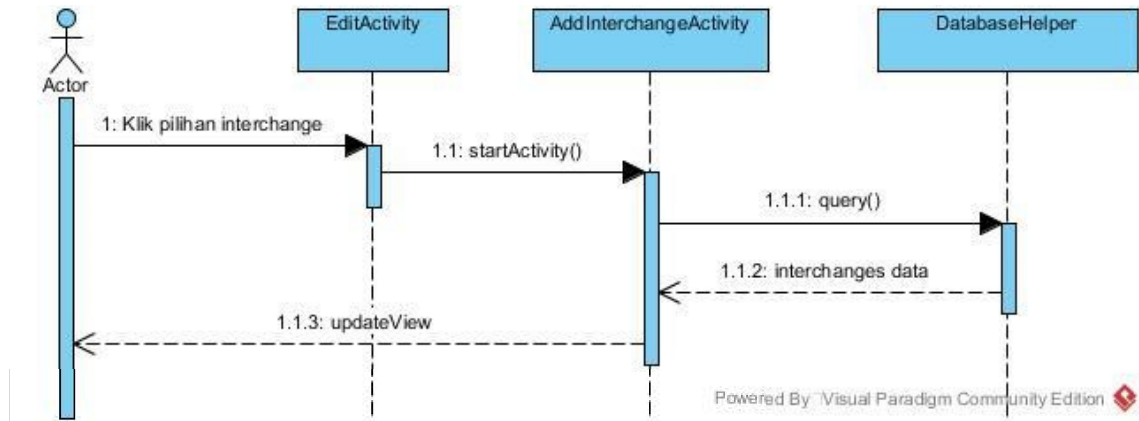 EditActivity
AddInterchangeActivity
DatabaseHelper
Actor
1: Klik pilihan interchange
1.1: startActivity()
1.1.1: query()
1.1.2: interchanges data
1.1.3: updateView
Powered By Visual Paradigm Community Edition